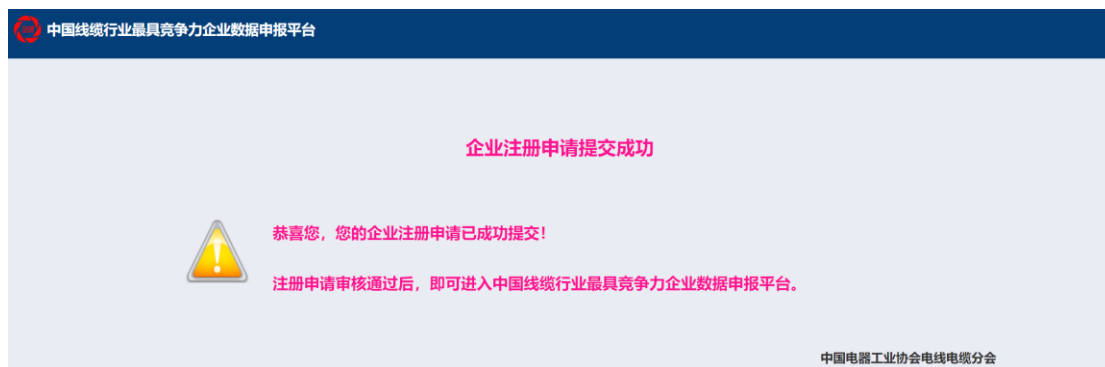 中国线缆行业最具竞争力企业数据申报平台
企业注册申请提交成功
恭喜您，您的企业注册申请已成功提交！
注册申请审核通过后，即可进入中国线缆行业最具竞争力企业数据申报平台。
中国电器工业协会电线电缆分会